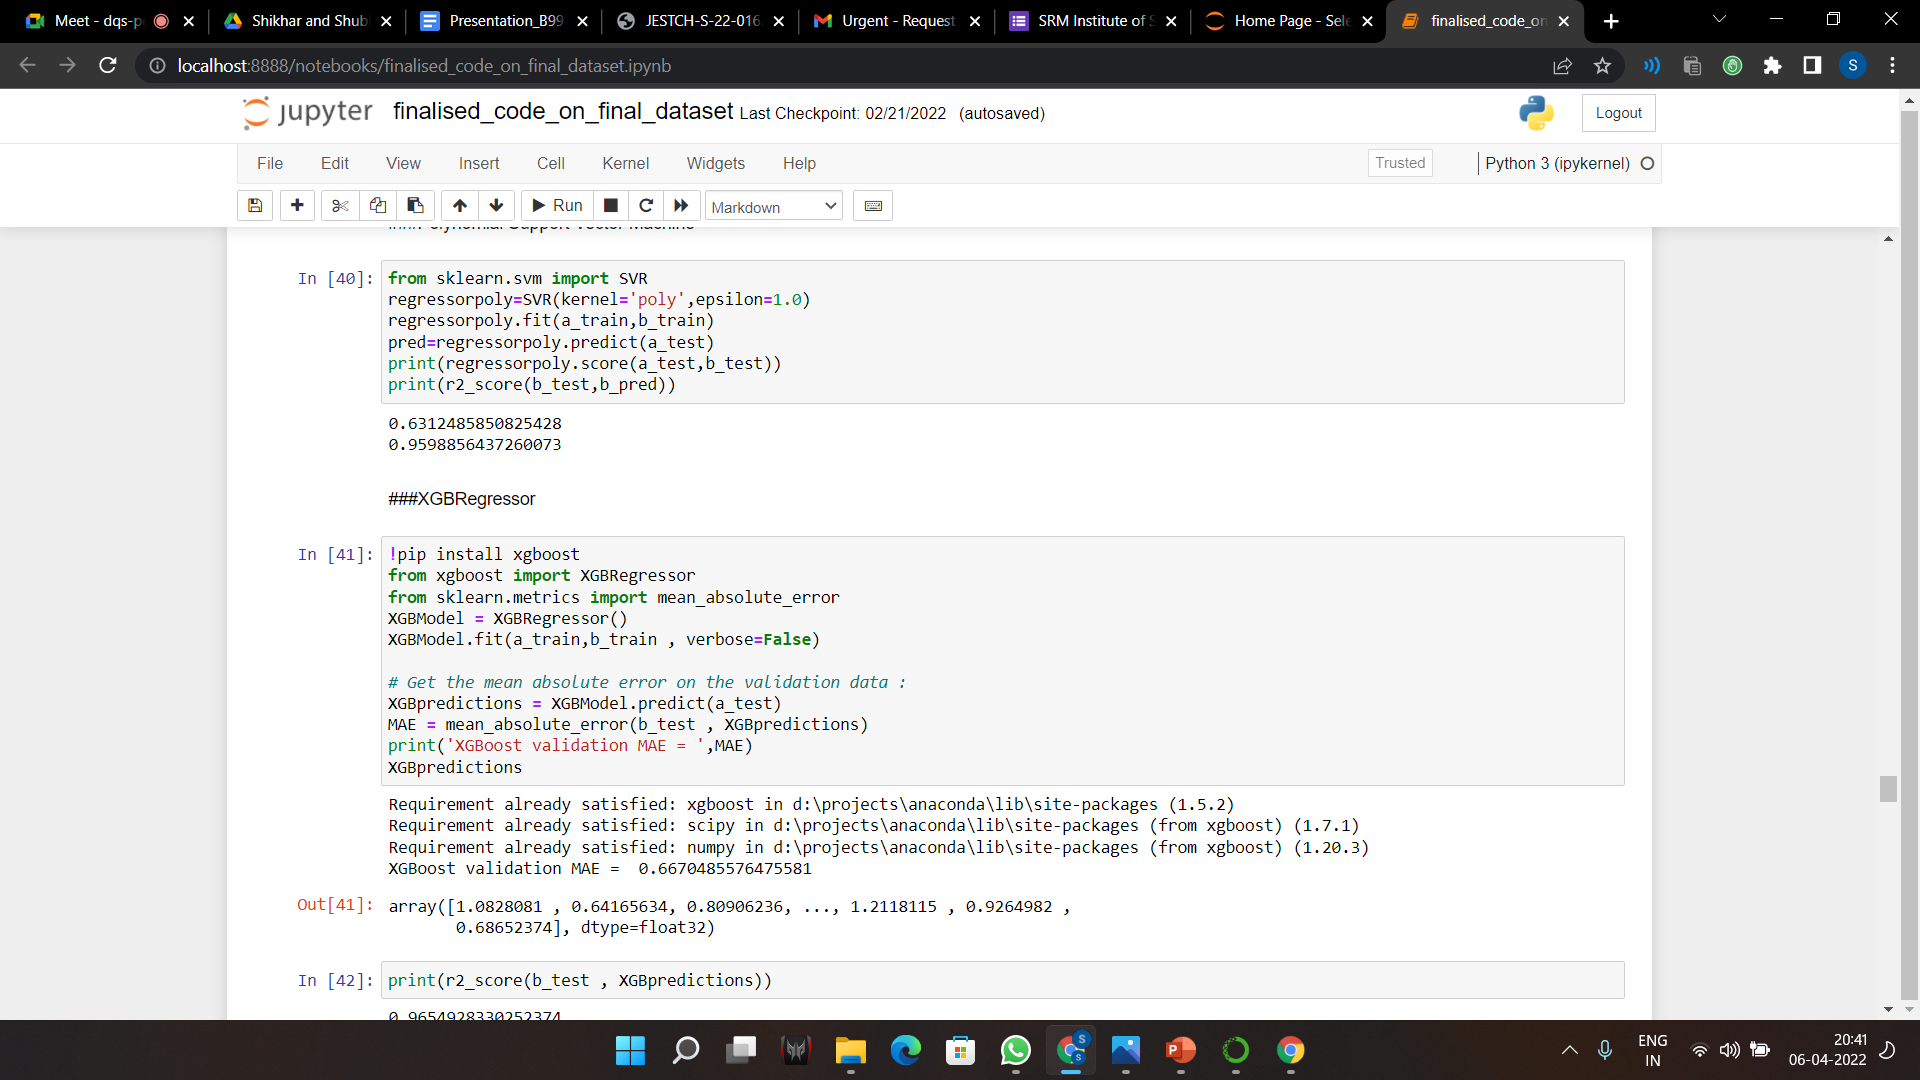 Meet - dqs-p
Shikhar and Shub
Presentation_B99
JESTCH-S-22-016
Urgent - Request
SRM Institute of S
Home Page - Sele
finalised_code_on
localhost:8888/notebooks/finalised_code_on_final_dataset.ipynb
S
jupyter finalised_code_on_final_dataset Last Checkpoint: 02/21/2022 (autosaved)
Logout
File Edit View Insert Cell Kernel Widgets Help
Trusted
Python 3 (ipykernel)
Run
Markdown
In [40]:
from sklearn.svm import SVR
regressorpoly=SVR(kernel='poly',epsilon=1.0)
regressorpoly.fit(a_train,b_train)
pred=regressorpoly.predict(a_test)
print(regressorpoly.score(a_test,b_test))
print(r2_score(b_test,b_pred))
0.6312485850825428
0.9598856437260073
###XGBRegressor
In [41]:
!pip install xgboost
from xgboost import XGBRegressor
from sklearn.metrics import mean_absolute_error
XGBModel = XGBRegressor()
XGBModel.fit(a_train,b_train , verbose=False)
# Get the mean absolute error on the validation data :
XGBpredictions = XGBModel.predict(a_test)
MAE = mean_absolute_error(b_test , XGBpredictions)
print('XGBoost validation MAE = ',MAE)
XGBpredictions
Requirement already satisfied: xgboost in d:\projects\anaconda\lib\site-packages (1.5.2)
Requirement already satisfied: scipy in d:\projects\anaconda\lib\site-packages (from xgboost) (1.7.1)
Requirement already satisfied: numpy in d:\projects\anaconda\lib\site-packages (from xgboost) (1.20.3)
XGBoost validation MAE =  0.6670485576475581
Out[41]:
array([1.0828081 , 0.64165634, 0.80906236, ..., 1.2118115 , 0.9264982 ,
0.68652374], dtype=float32)
In [42]:
print(r2_score(b_test , XGBpredictions))
0.9654928330252374
ENG
IN
20:41
06-04-2022